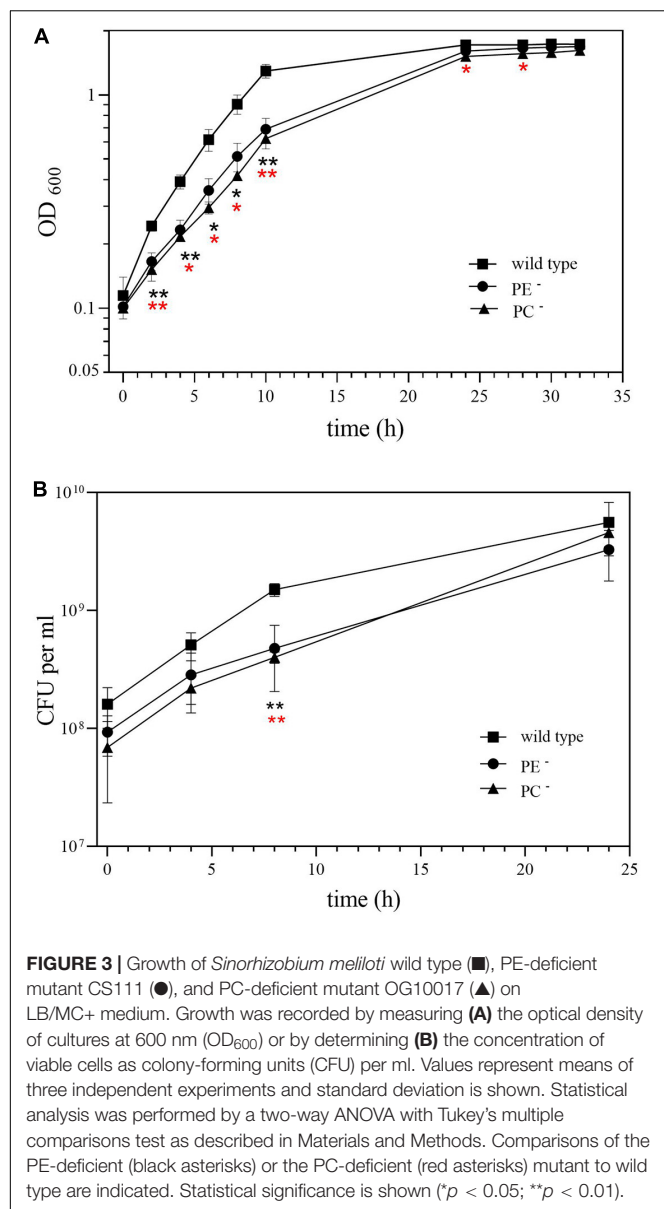 A
1
0.1
0.05
OD 600
0 5 10 15 20 25 30 35
time (h)
** ** * * ** * *
** * * * **
wild type
PE -
PC -
B
10^10
10^9
10^8
10^7
CFU per ml
0 5 10 15 20 25
time (h)
**
**
wild type
PE -
PC -
FIGURE 3 | Growth of Sinorhizobium meliloti wild type (■), PE-deficient
mutant CS111 (●), and PC-deficient mutant OG10017 (▲) on
LB/MC+ medium. Growth was recorded by measuring (A) the optical density
of cultures at 600 nm (OD600) or by determining (B) the concentration of
viable cells as colony-forming units (CFU) per ml. Values represent means of
three independent experiments and standard deviation is shown. Statistical
analysis was performed by a two-way ANOVA with Tukey's multiple
comparisons test as described in Materials and Methods. Comparisons of the
PE-deficient (black asterisks) or the PC-deficient (red asterisks) mutant to wild
type are indicated. Statistical significance is shown (*p < 0.05; **p < 0.01).